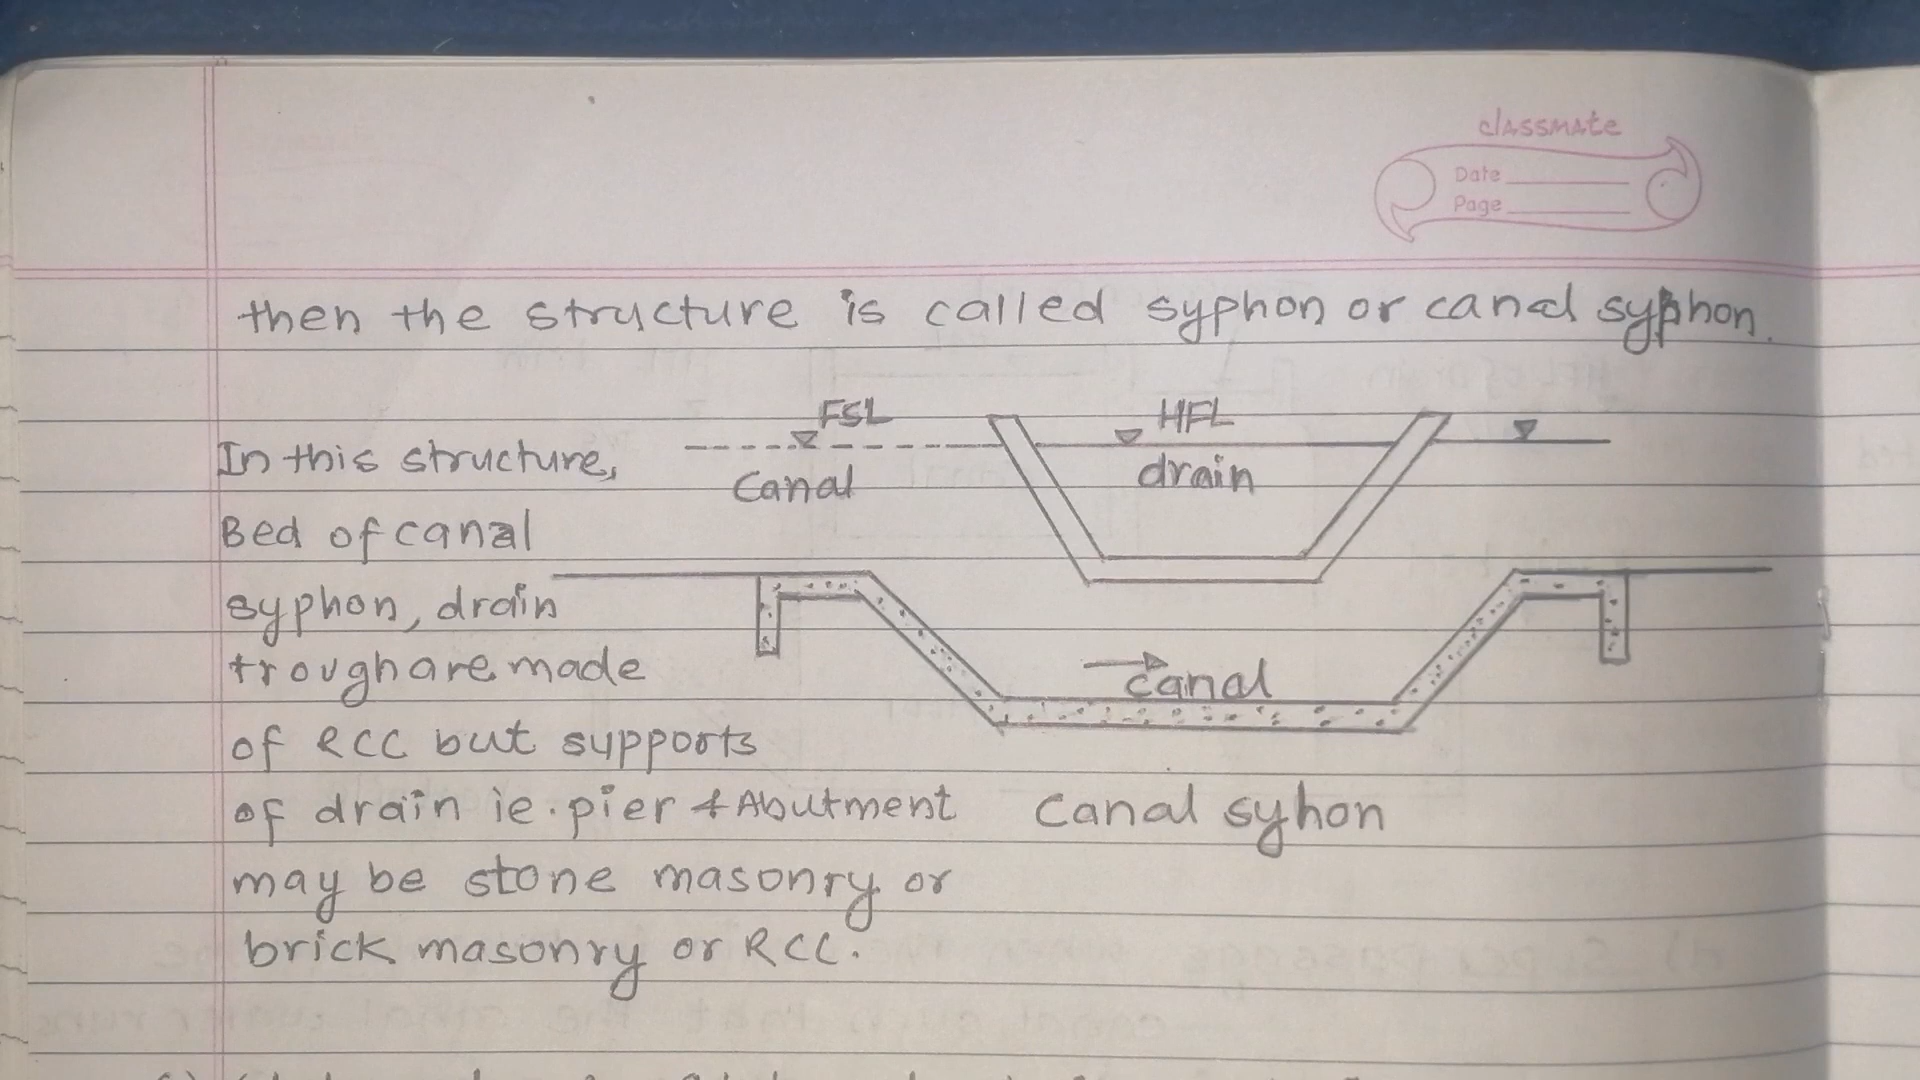 classmate
Date
Page
then the structure is called syphon or canal syphon.
FSL
HFL
In this structure,
Canal
drain
Bed of canal
syphon, drain
trough are made
canal
of RCC but supports
of drain ie. pier & Abutment
Canal syhon
may be stone masonry or
brick masonry or RCC.